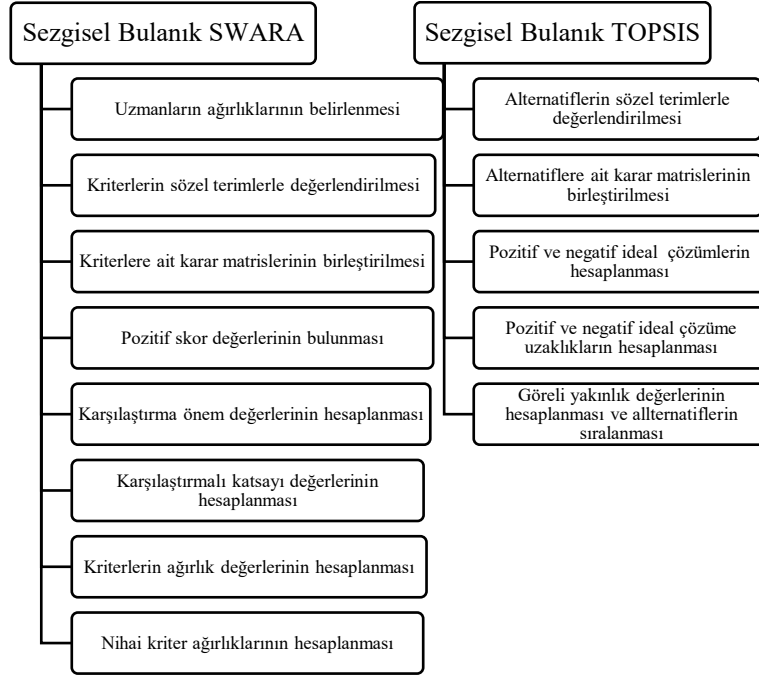 Sezgisel Bulanık SWARA
Uzmanların ağırlıklarının belirlenmesi
Kriterlerin sözel terimlerle değerlendirilmesi
Kriterlere ait karar matrislerinin birleştirilmesi
Pozitif skor değerlerinin bulunması
Karşılaştırma önem değerlerinin hesaplanması
Karşılaştırmalı katsayı değerlerinin
hesaplanması
Kriterlerin ağırlık değerlerinin hesaplanması
Nihai kriter ağırlıklarının hesaplanması
Sezgisel Bulanık TOPSIS
Alternatiflerin sözel terimlerle
değerlendirilmesi
Alternatiflere ait karar matrislerinin
birleştirilmesi
Pozitif ve negatif ideal çözümlerin
hesaplanması
Pozitif ve negatif ideal çözüme
uzaklıkların hesaplanması
Göreli yakınlık değerlerinin
hesaplanması ve allternatiflerin
sıralanması